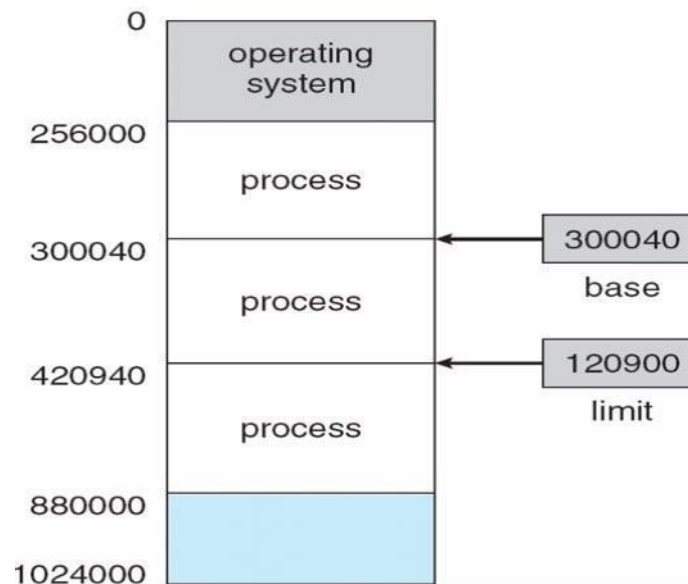 0
operating
system
256000
process
300040
300040
base
process
420940
120900
limit
process
880000
1024000